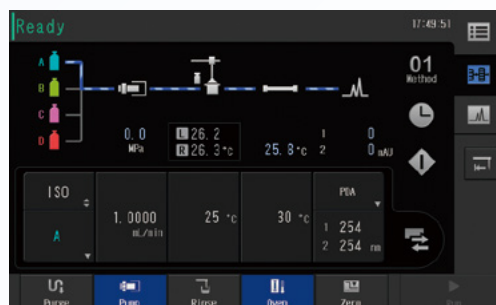 Ready
17:49:51
A
B
C
D
01
Method
0.0
MPa
L 26.2
R 26.3 °c
25.8 °c
1 0
2 0 mAU
ISO
A
1.0000
mL/min
25 °c
30 °c
PDA
1 254
2 254 nm
Purge
Pump
Rinse
Oven
Zero
Run